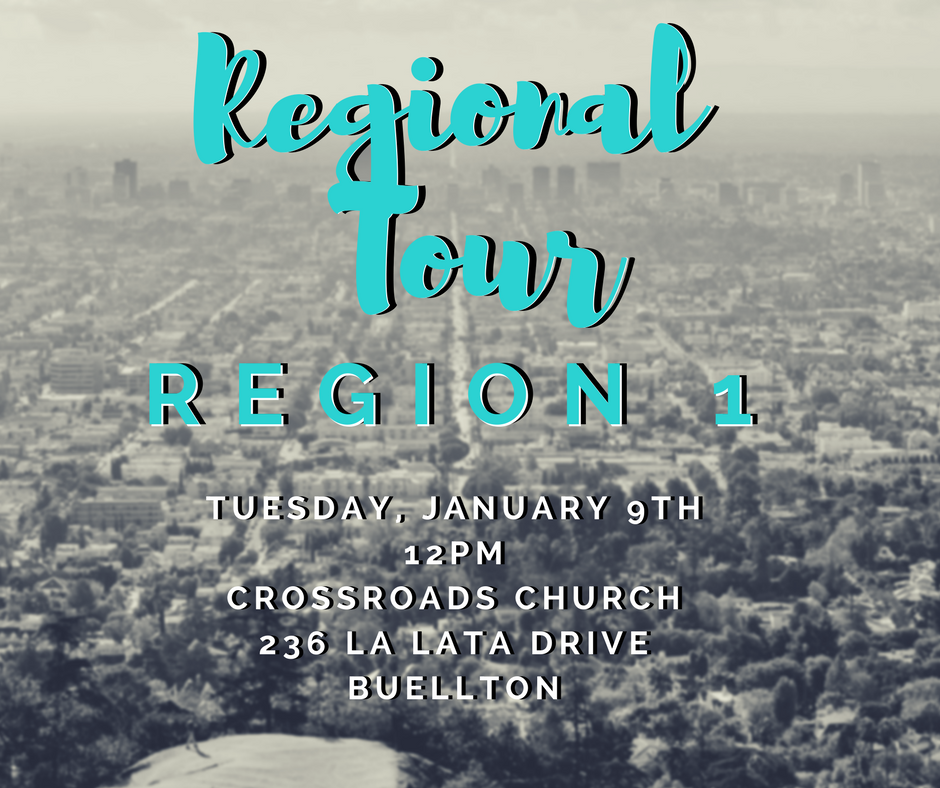 Regional
Tour
REGION 1
TUESDAY, JANUARY 9TH
12PM
CROSSROADS CHURCH
236 LA LATA DRIVE
BUELLTON